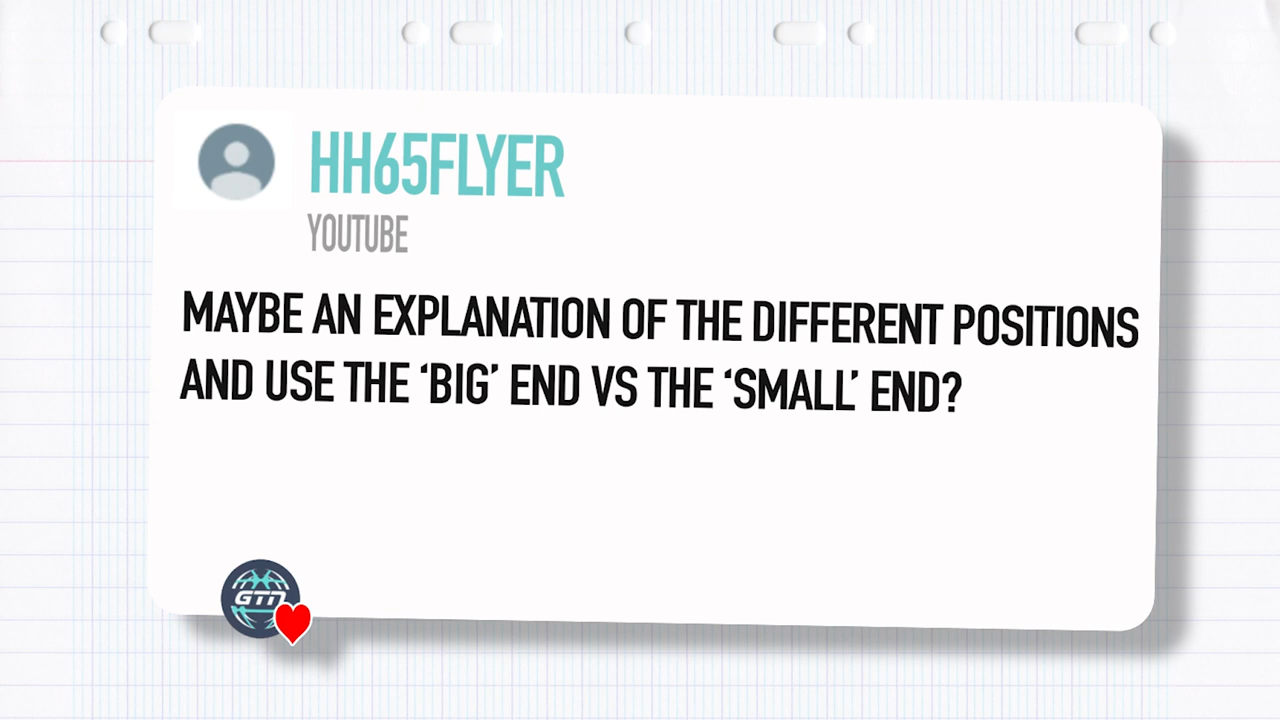 HH65FLYER
YOUTUBE
MAYBE AN EXPLANATION OF THE DIFFERENT POSITIONS
AND USE THE ‘BIG’ END VS THE ‘SMALL’ END?
GTN